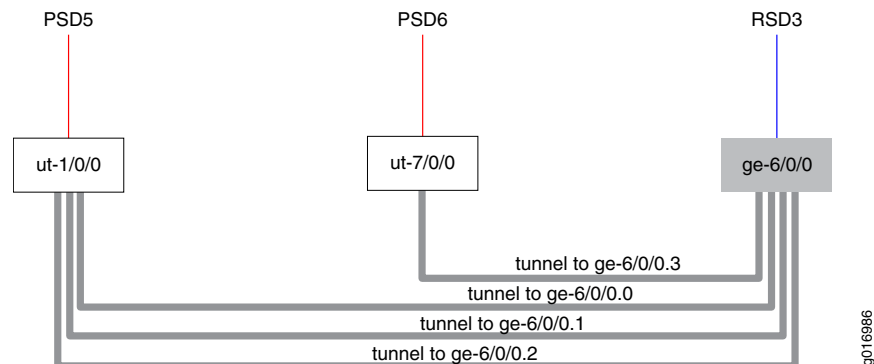 PSD5 PSD6 RSD3
ut-1/0/0 ut-7/0/0 ge-6/0/0
tunnel to ge-6/0/0.3
tunnel to ge-6/0/0.0
tunnel to ge-6/0/0.1
tunnel to ge-6/0/0.2
g016986